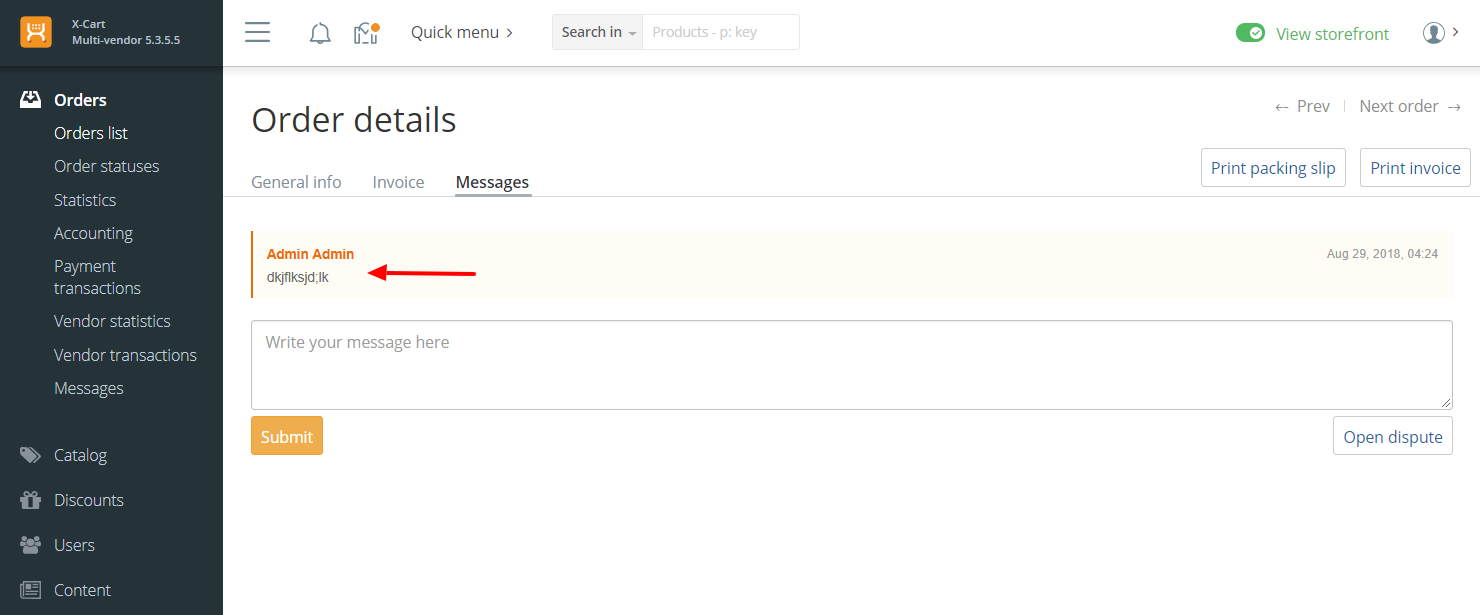 X-Cart
Multi-vendor 5.3.5.5
Quick menu
Search in
Products - p: key
View storefront
Orders
Orders list
Order statuses
Statistics
Accounting
Payment
transactions
Vendor statistics
Vendor transactions
Messages
Catalog
Discounts
Users
Content
Order details
← Prev
Next order →
General info
Invoice
Messages
Print packing slip
Print invoice
Admin Admin
Aug 29, 2018, 04:24
dkjflksjd;lk
Write your message here
Submit
Open dispute